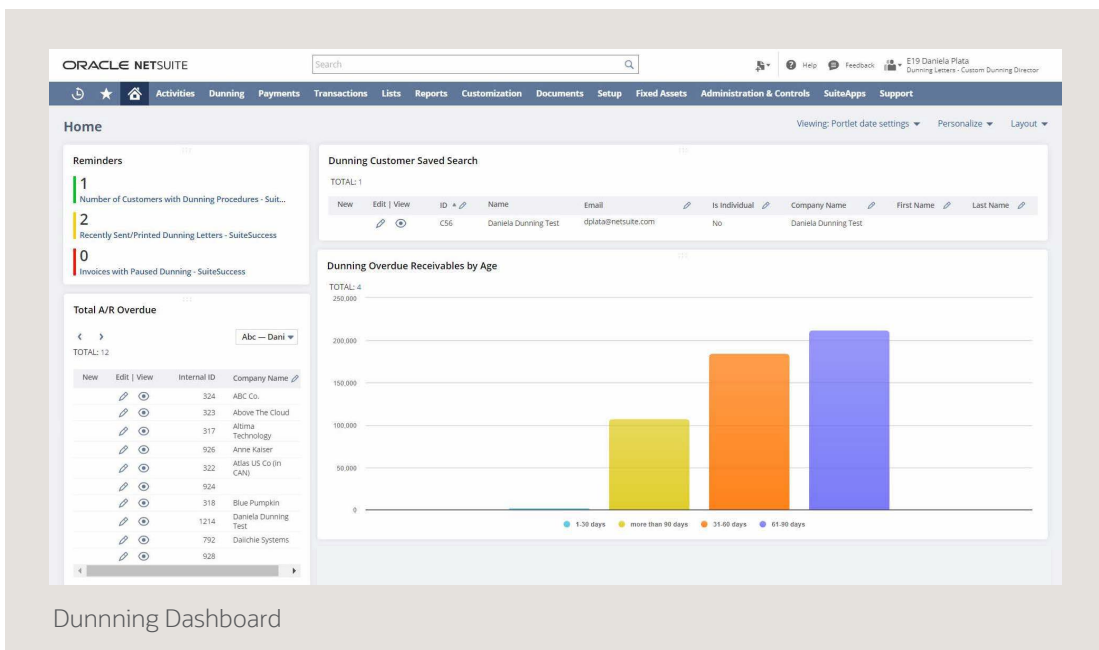 ORACLE NETSUITE
Search
Help
Feedback
E19 Daniela Plata
Dunning Letters - Custom Dunning Director
Activities Dunning Payments Transactions Lists Reports Customization Documents Setup Fixed Assets Administration & Controls SuiteApps Support
Home
Viewing: Portlet date settings Personalize Layout
Reminders
1
Number of Customers with Dunning Procedures - Suit...
2
Recently Sent/Printed Dunning Letters - SuiteSuccess
0
Invoices with Paused Dunning - SuiteSuccess
Total A/R Overdue
Abc — Dani
TOTAL: 12
New Edit | View Internal ID Company Name
324 ABC Co.
323 Above The Cloud
317 Altima
Technology
926 Anne Kaiser
322 Atlas US Co (in
CAN)
924
318 Blue Pumpkin
1214 Daniela Dunning
Test
792 Daiichie Systems
928
Dunning Customer Saved Search
TOTAL: 1
New Edit | View ID Name Email Is Individual Company Name First Name Last Name
C56 Daniela Dunning Test dplata@netsuite.com No Daniela Dunning Test
Dunning Overdue Receivables by Age
TOTAL: 4
250,000
200,000
150,000
100,000
50,000
0
1-30 days more than 90 days 31-60 days 61-90 days
Dunnning Dashboard